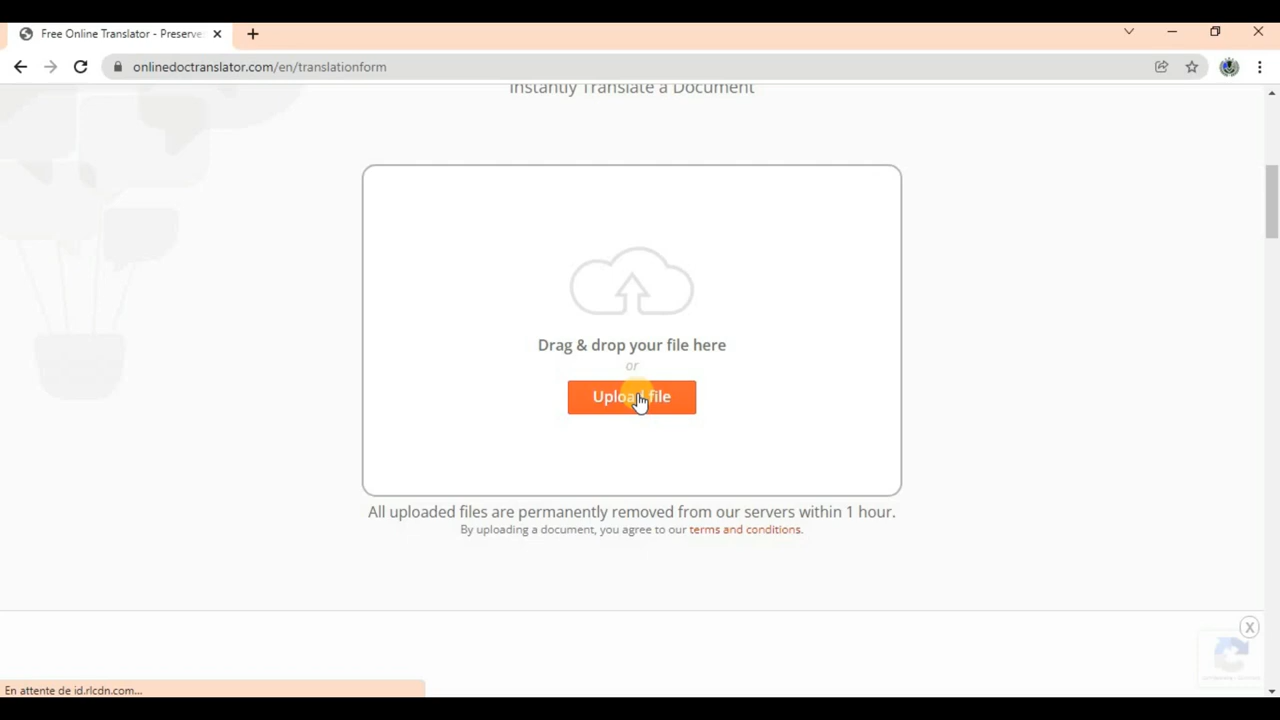 Free Online Translator - Preserve
onlinedoctranslator.com/en/translationform
Instantly Translate a Document
Drag & drop your file here
or
Upload file
All uploaded files are permanently removed from our servers within 1 hour.
By uploading a document, you agree to our terms and conditions.
X
En attente de id.rlcdn.com...